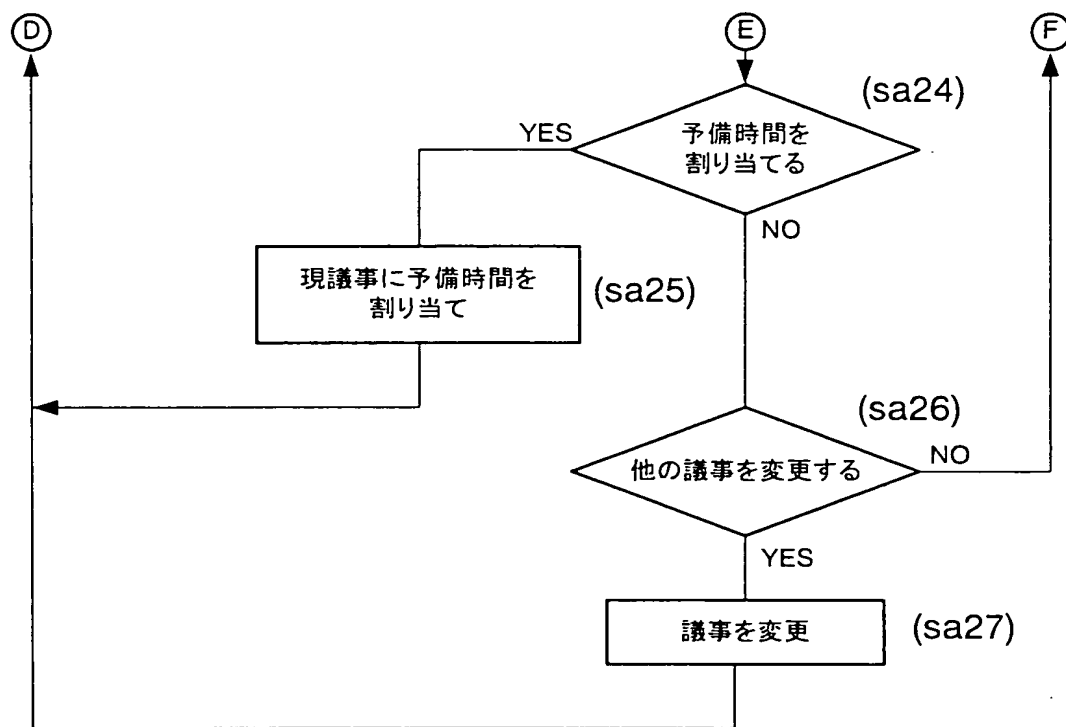 D
E
F
(sa24)
YES
予備時間を
割り当てる
NO
現議事に予備時間を
割り当て
(sa25)
(sa26)
他の議事を変更する
NO
YES
議事を変更
(sa27)